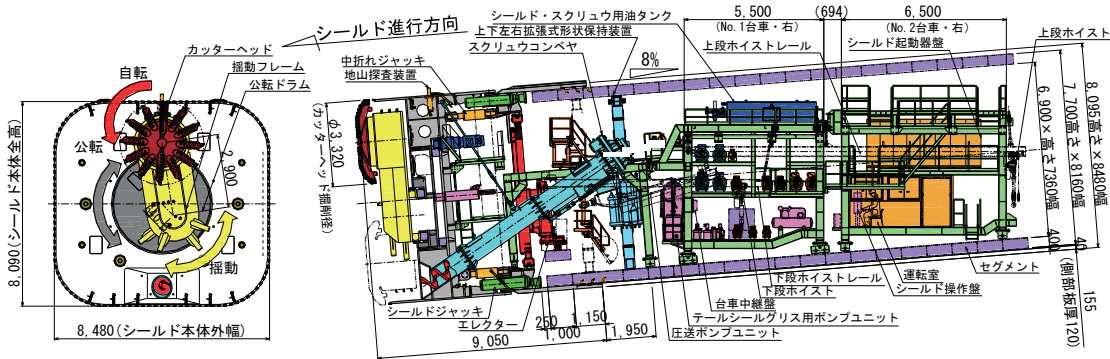 カッターヘッド
揺動フレーム
公転ドラム
自転
公転
揺動
2,900
8,090(シールド本体全高)
8,480(シールド本体外幅)
シールド進行方向
シールド・スクリュウ用油タンク
上下左右拡張式形状保持装置
スクリュウコンベヤ
中折れジャッキ
地山探査装置
φ3,320
(カッターヘッド掘削径)
8%
5,500
(No.1台車・右)
(694)
6,500
(No.2台車・右)
上段ホイストレール
シールド起動器盤
上段ホイスト
6,900×高さ7360幅
7,700高さ×8160幅
8,095高さ×8480幅
400
40
155
(側部板厚120)
セグメント
運転室
シールド操作盤
下段ホイストレール
下段ホイスト
台車中継盤
テールシールグリス用ポンプユニット
圧送ポンプユニット
シールドジャッキ
エレクター
250
1,150
1,000
1,950
9,050